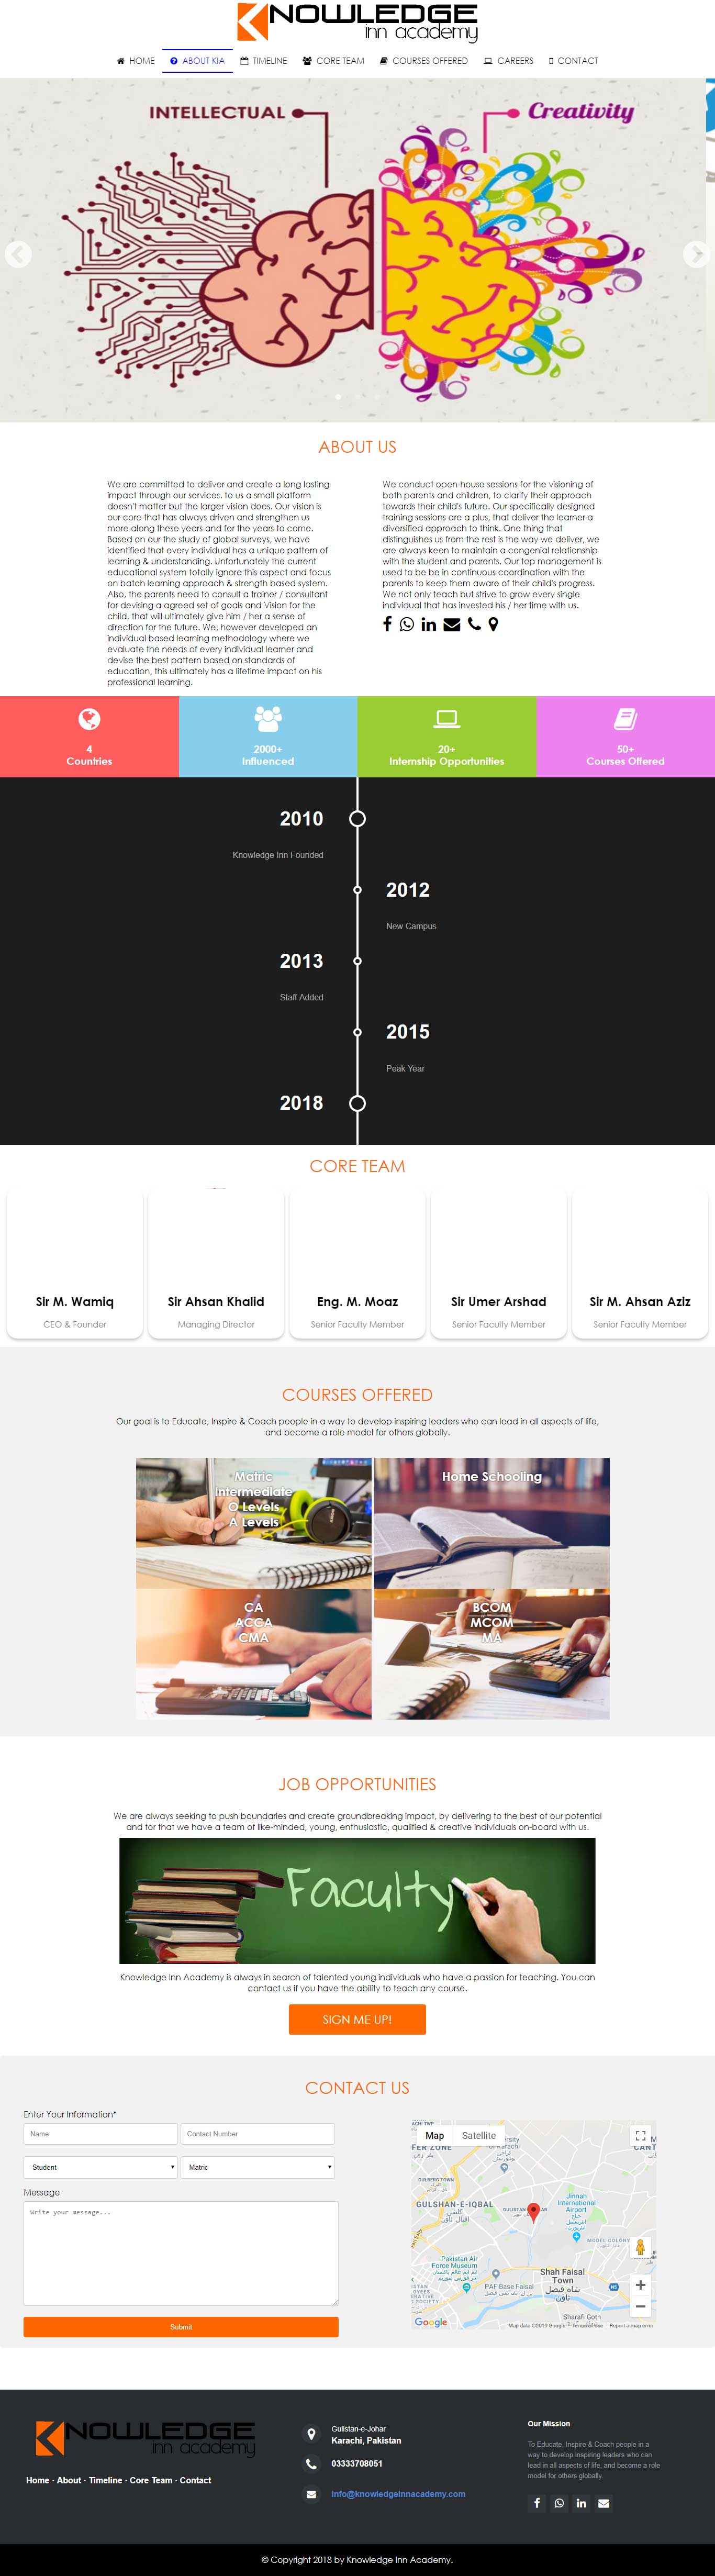 KNOWLEDGE
inn academy
HOME
ABOUT KIA
TIMELINE
CORE TEAM
COURSES OFFERED
CAREERS
CONTACT
INTELLECTUAL
Creativity
ABOUT US
We are committed to deliver and create a long lasting
impact through our services. to us a small platform
doesn't matter but the larger vision does. Our vision is
our core that has always driven and strengthen us
more along these years and for the years to come.
Based on our the study of global surveys, we have
identified that every individual has a unique pattern of
learning & understanding. Unfortunately the current
educational system totally ignore this aspect and focus
on batch learning approach & strength based system.
Also, the parents need to consult a trainer / consultant
for devising a agreed set of goals and Vision for the
child, that will ultimately give him / her a sense of
direction for the future. We, however developed an
individual based learning methodology where we
evaluate the needs of every individual learner and
devise the best pattern based on standards of
education, this ultimately has a lifetime impact on his
professional learning.
We conduct open-house sessions for the visioning of
both parents and children, to clarify their approach
towards their child's future. Our specifically designed
training sessions are a plus, that deliver the learner a
diversified approach to think. One thing that
distinguishes us from the rest is the way we deliver, we
are always keen to maintain a congenial relationship
with the student and parents. Our top management is
used to be in continuous coordination with the
parents to keep them aware of their child's progress.
We not only teach but strive to grow every single
individual that has invested his / her time with us.
4
Countries
2000+
Influenced
20+
Internship Opportunities
50+
Courses Offered
2010
Knowledge Inn Founded
2012
New Campus
2013
Staff Added
2015
Peak Year
2018
CORE TEAM
Sir M. Wamiq
CEO & Founder
Sir Ahsan Khalid
Managing Director
Eng. M. Moaz
Senior Faculty Member
Sir Umer Arshad
Senior Faculty Member
Sir M. Ahsan Aziz
Senior Faculty Member
COURSES OFFERED
Our goal is to Educate, Inspire & Coach people in a way to develop inspiring leaders who can lead in all aspects of life,
and become a role model for others globally.
Matric
Intermediate
O Levels
A Levels
Home Schooling
CA
ACCA
CMA
BCOM
MCOM
MA
JOB OPPORTUNITIES
We are always seeking to push boundaries and create groundbreaking impact, by delivering to the best of our potential
and for that we have a team of like-minded, young, enthusiastic, qualified & creative individuals on-board with us.
Faculty
Knowledge Inn Academy is always in search of talented young individuals who have a passion for teaching. You can
contact us if you have the ability to teach any course.
SIGN ME UP!
CONTACT US
Enter Your Information*
Name
Contact Number
Student
Matric
Message
Write your message...
Submit
Map
Satellite
FER ZONE
of Karachi
CANT
GULBERG TOWN
GULSHAN-E-IQBAL
گلشن
اقبال ٹاؤن
Jinnah
International
Airport
MODEL COLONY
Pakistan Air
Force Museum
PAF Base Faisal
Shah Faisal
Town
شاہ فیصل
ٹاؤن
N5
Sharafi Goth
Google
Map data ©2019 Google
Terms of Use
Report a map error
KNOWLEDGE
inn academy
Home · About · Timeline · Core Team · Contact
Gulistan-e-Johar
Karachi, Pakistan
03333708051
info@knowledgeinnacademy.com
Our Mission
To Educate, Inspire & Coach people in a
way to develop inspiring leaders who can
lead in all aspects of life, and become a role
model for others globally.
© Copyright 2018 by Knowledge Inn Academy.